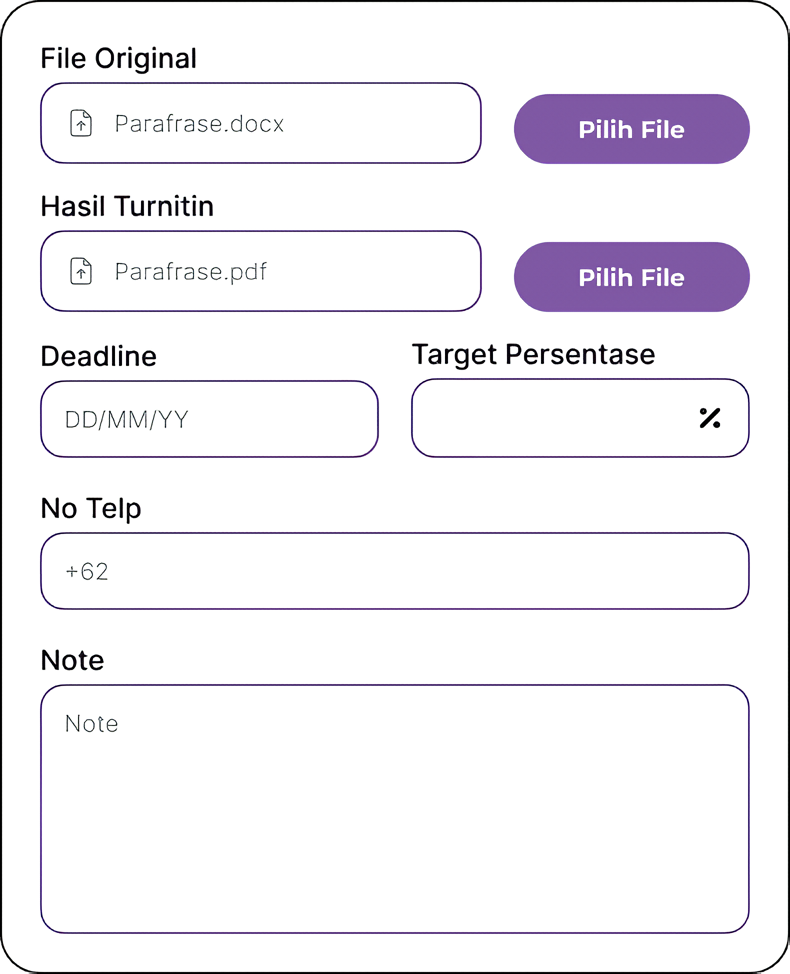 File Original
Parafrase.docx
Pilih File
Hasil Turnitin
Parafrase.pdf
Pilih File
Deadline
Target Persentase
DD/MM/YY
%
No Telp
+62
Note
Note